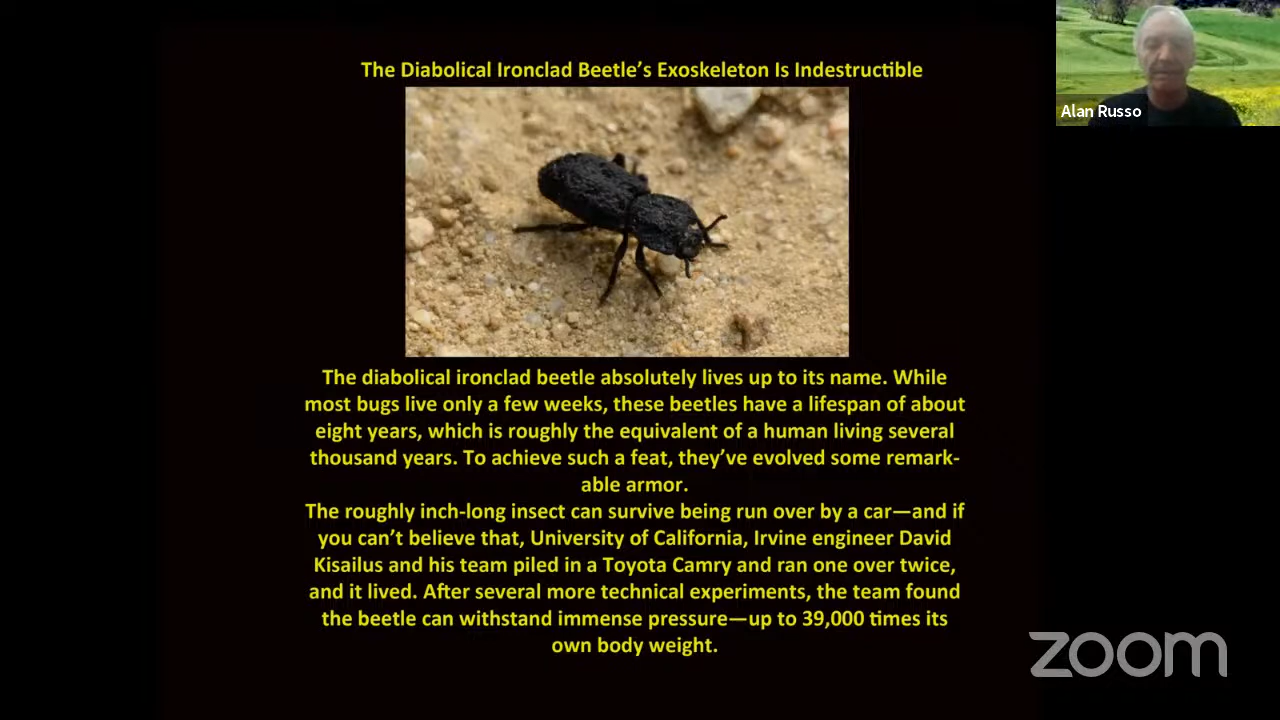 The Diabolical Ironclad Beetle’s Exoskeleton Is Indestructible
Alan Russo
The diabolical ironclad beetle absolutely lives up to its name. While
most bugs live only a few weeks, these beetles have a lifespan of about
eight years, which is roughly the equivalent of a human living several
thousand years. To achieve such a feat, they’ve evolved some remark-
able armor.
The roughly inch-long insect can survive being run over by a car—and if
you can’t believe that, University of California, Irvine engineer David
Kisailus and his team piled in a Toyota Camry and ran one over twice,
and it lived. After several more technical experiments, the team found
the beetle can withstand immense pressure—up to 39,000 times its
own body weight.
zoom